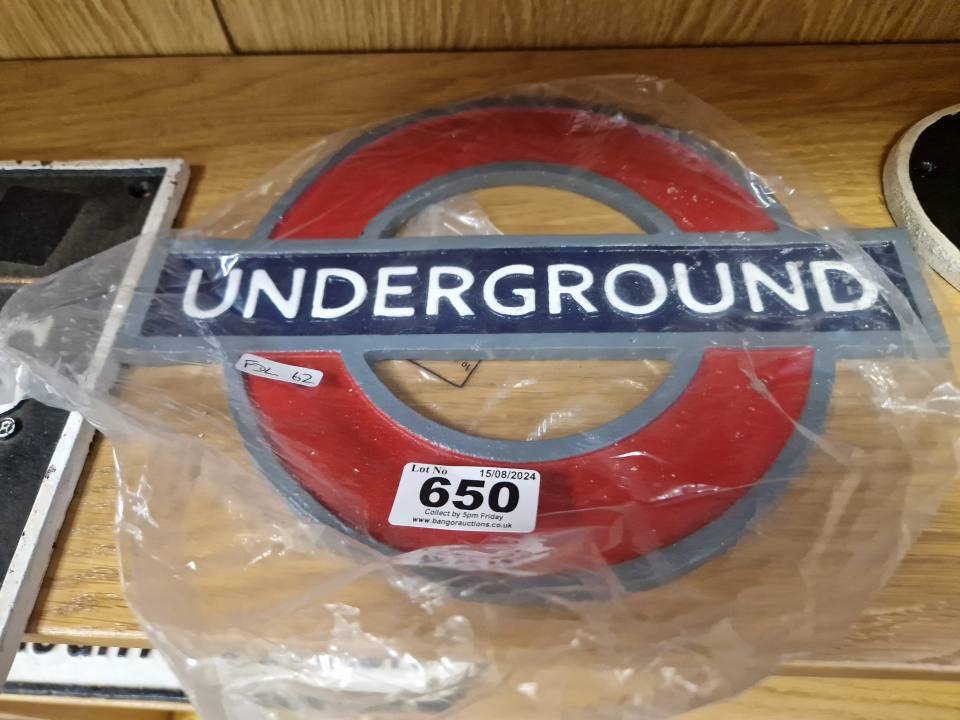 UNDERGROUND
FDL 62
Lot No 15/08/2024
650
Collect by 5pm Friday
www.bangorauctions.co.uk
®